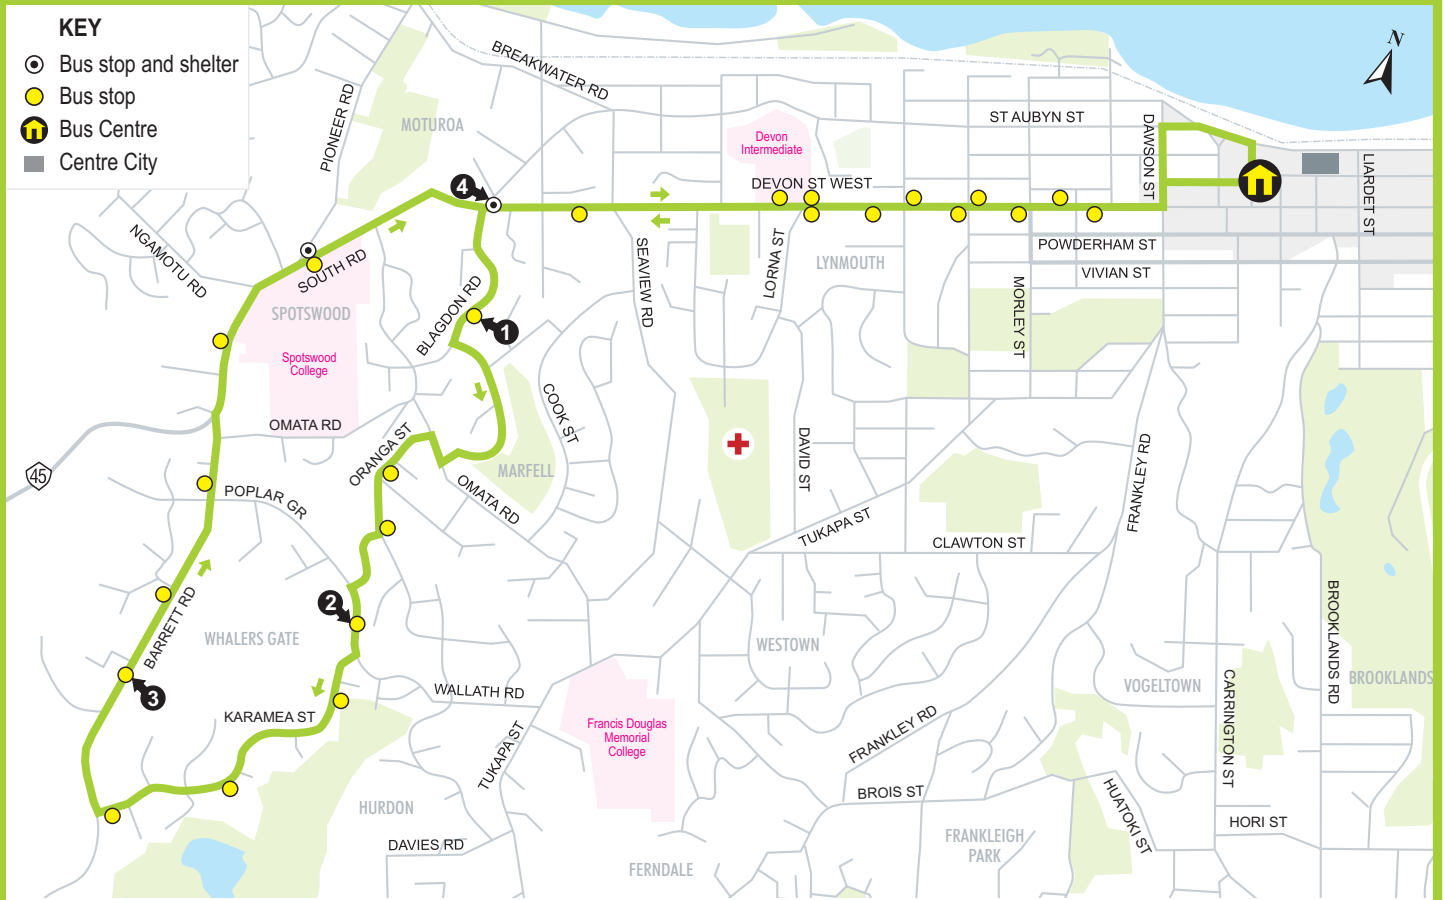 KEY
Bus stop and shelter
Bus stop
Bus Centre
Centre City
N
BREAKWATER RD
PIONEER RD
MOTUROA
ST AUBYN ST
DAWSON ST
LIARDET ST
Devon
Intermediate
DEVON ST WEST
4
NGAMOTU RD
SOUTH RD
SPOTSWOOD
Spotswood
College
BLAGDON RD
1
SEAVIEW RD
LORNA ST
LYNMOUTH
POWDERHAM ST
VIVIAN ST
MORLEY ST
COOK ST
OMATA RD
ORANGA ST
MARFELL
OMATA RD
45
POPLAR GR
DAVID ST
TUKAPA ST
CLAWTON ST
FRANKLEY RD
BARRETT RD
2
WHALERS GATE
3
KARAMEA ST
WALLATH RD
TUKAPA ST
Francis Douglas
Memorial
College
WESTOWN
FRANKLEY RD
VOGELTOWN
CARRINGTON ST
BROOKLANDS RD
BROOKLANDS
HURDON
DAVIES RD
FERNDALE
BROIS ST
FRANKLEIGH
PARK
HUATOKI ST
HORI ST